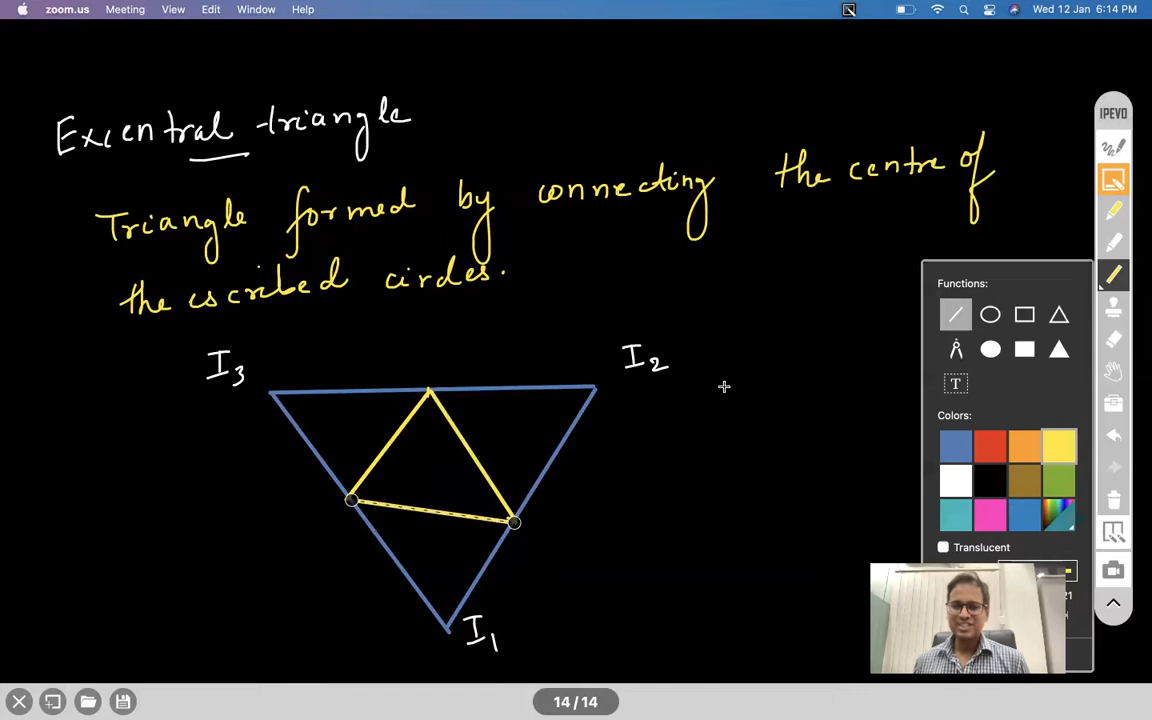 zoom.us Meeting View Edit Window Help Wed 12 Jan 6:14 PM
IPEVO
Excentral triangle
Triangle formed by connecting the centre of
the escribed circles.
Functions:
T
Colors:
Translucent
21
I3
I2
I1
14 / 14